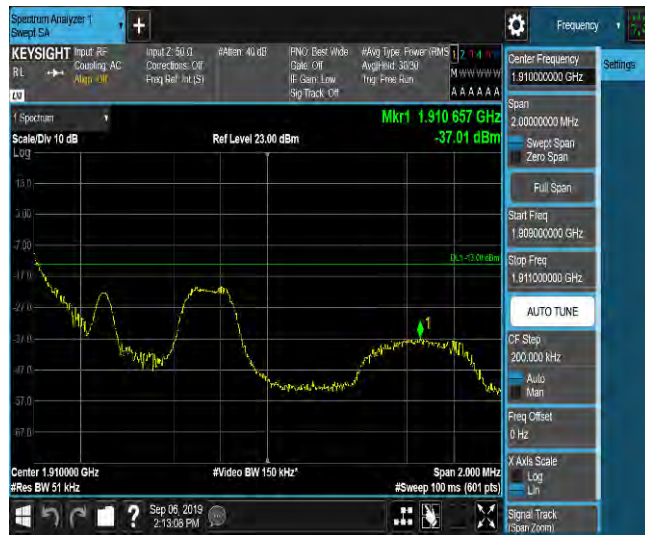 Spectrum Analyzer 1
Swept SA
+
Frequency
KEYSIGHT
Input: RF
Input Z: 50 Ω
#Atten: 40 dB
PNO: Best Wide
#Avg Type: Power (RMS
RL
Coupling: AC
Corrections: Off
Gate: Off
Avg|Hold: 30/30
Align: Off
Freq Ref: Int (S)
IF Gain: Low
Trig: Free Run
M W W W W W
Sig Track: Off
A A A A A A
LXI
1 Spectrum
Mkr1 1.910 657 GHz
Scale/Div 10 dB
Ref Level 23.00 dBm
-37.01 dBm
Log
13.0
3.00
-7.00
DL1 -13.00 dBm
-17.0
-27.0
1
-37.0
-47.0
-57.0
-67.0
Center 1.910000 GHz
#Video BW 150 kHz*
Span 2.000 MHz
#Res BW 51 kHz
#Sweep 100 ms (601 pts)
Sep 06, 2019
2:13:08 PM
?
Center Frequency
1.910000000 GHz
Settings
Span
2.00000000 MHz
Swept Span
Zero Span
Full Span
Start Freq
1.909000000 GHz
Stop Freq
1.911000000 GHz
AUTO TUNE
CF Step
200.000 kHz
Auto
Man
Freq Offset
0 Hz
X Axis Scale
Log
Lin
Signal Track
(Span Zoom)